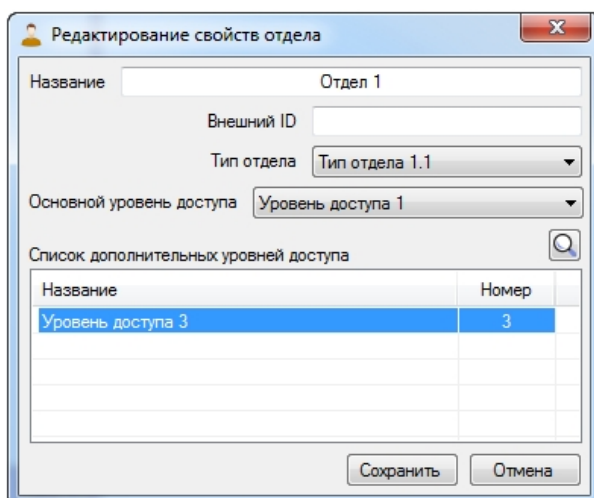 Редактирование свойств отдела
Название Отдел 1
Внешний ID
Тип отдела Тип отдела 1.1
Основной уровень доступа Уровень доступа 1
Список дополнительных уровней доступа
Название Номер
Уровень доступа 3 3
Сохранить Отмена